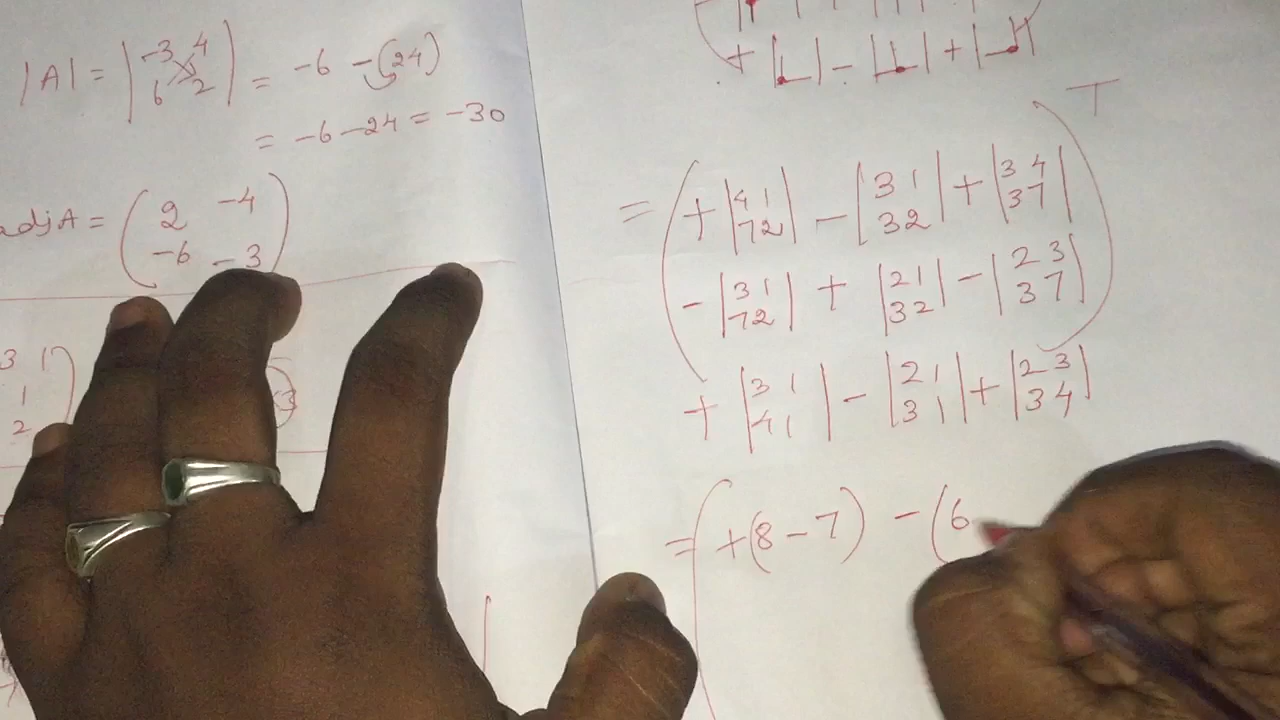 |A| = |-3 4| = -6 -(24)
|6 2|
= -6 -24 = -30
adjA = (2 -4)
(-6 -3)
3 1
1
2
+ | | - | | + | |
T
= (+|4 1| - |3 1| + |3 4|
|7 2| |3 2| |3 7|
-|3 1| + |2 1| - |2 3|
|7 2| |3 2| |3 7|
+|3 1| - |2 1| + |2 3|
|4 1| |3 1| |3 4|)
= (+(8-7) -(6